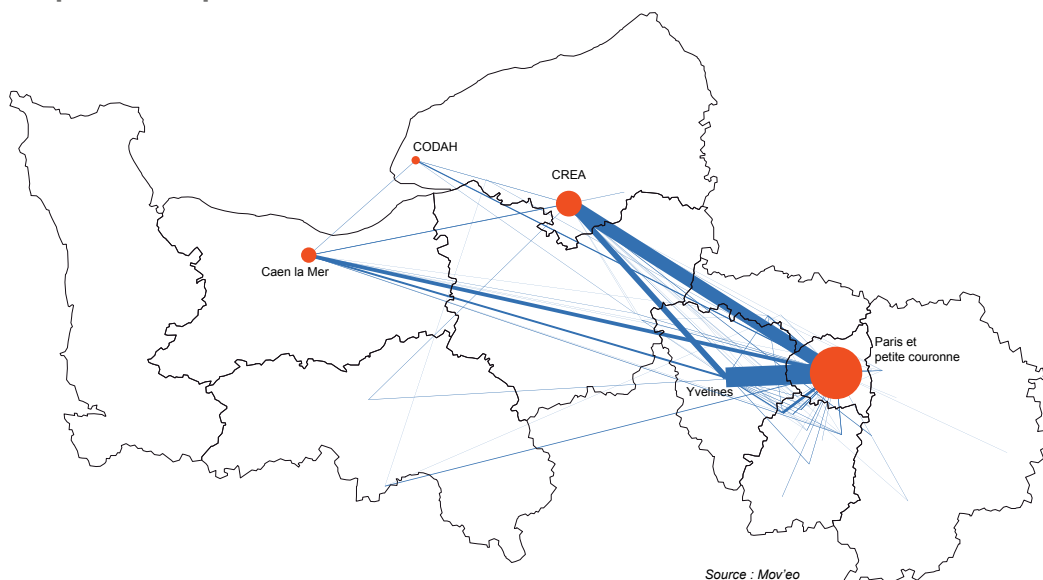 CODAH
CREA
Caen la Mer
Paris et
petite couronne
Yvelines
Source : Mov'eo